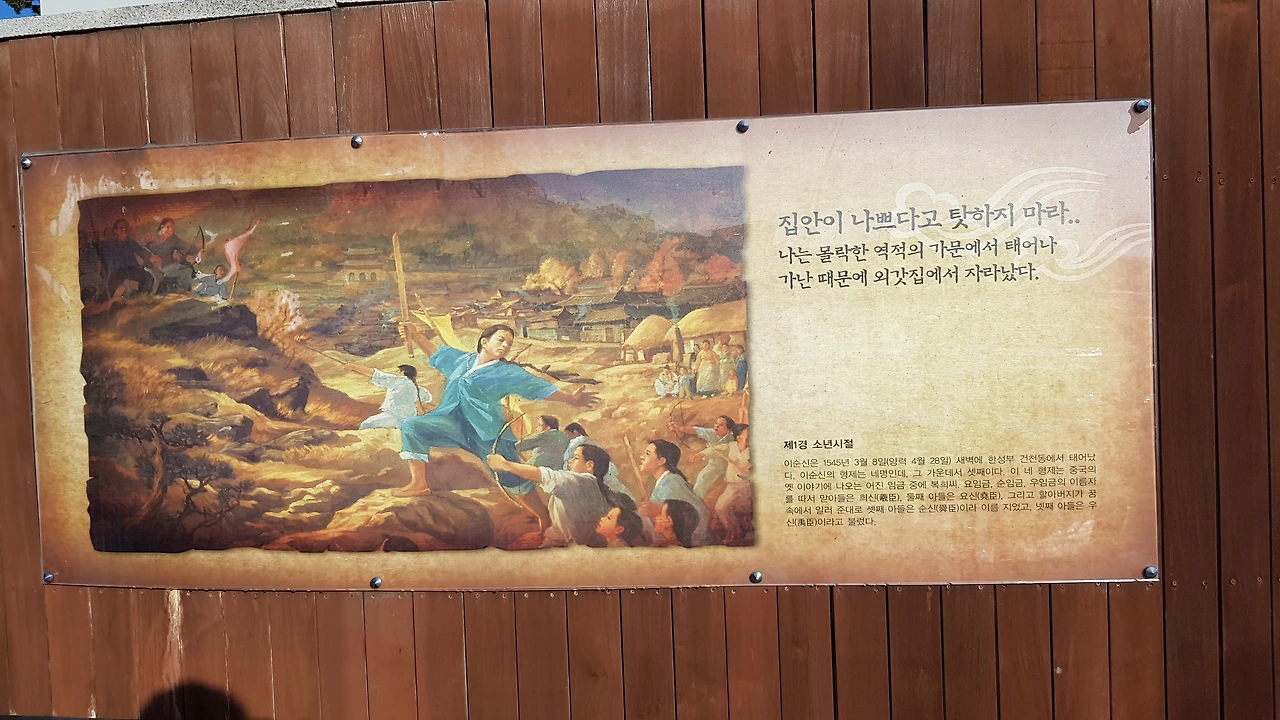 집안이 나쁘다고 탓하지 마라..
나는 몰락한 역적의 가문에서 태어나
가난 때문에 외갓집에서 자라났다.
제1경 소년시절
이순신은 1545년 3월 8일(양력 4월 28일) 새벽에 한성부 건천동에서 태어났
다. 이순신의 형제는 네명인데, 그 가운데서 셋째이다. 이 네 형제는 중국의
옛 이야기에 나오는 어진 임금 중에 복희씨, 요임금, 순임금, 우임금의 이름자
를 따서 맏아들은 희신(羲臣), 둘째 아들은 요신(堯臣), 그리고 할아버지가 꿈
속에서 일러 준대로 셋째 아들은 순신(舜臣)이라 이름 지었고, 넷째 아들은 우
신(禹臣)이라고 불렀다.